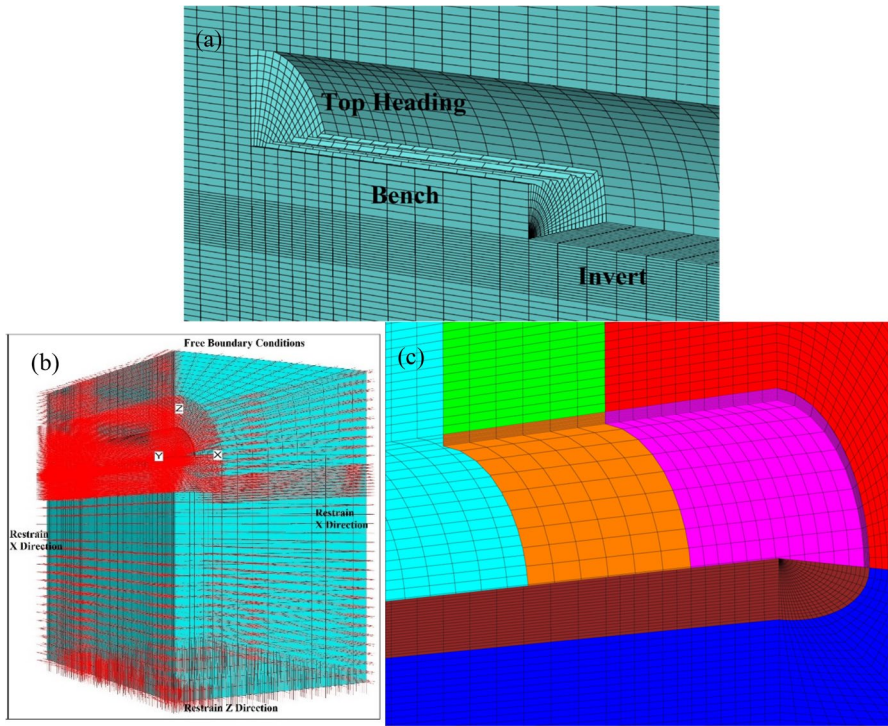 (a)
Top Heading
Bench
Invert
(b)
Free Boundary Conditions
Z
Y
X
Restrain
X Direction
Restrain
X Direction
Restrain Z Direction
(c)